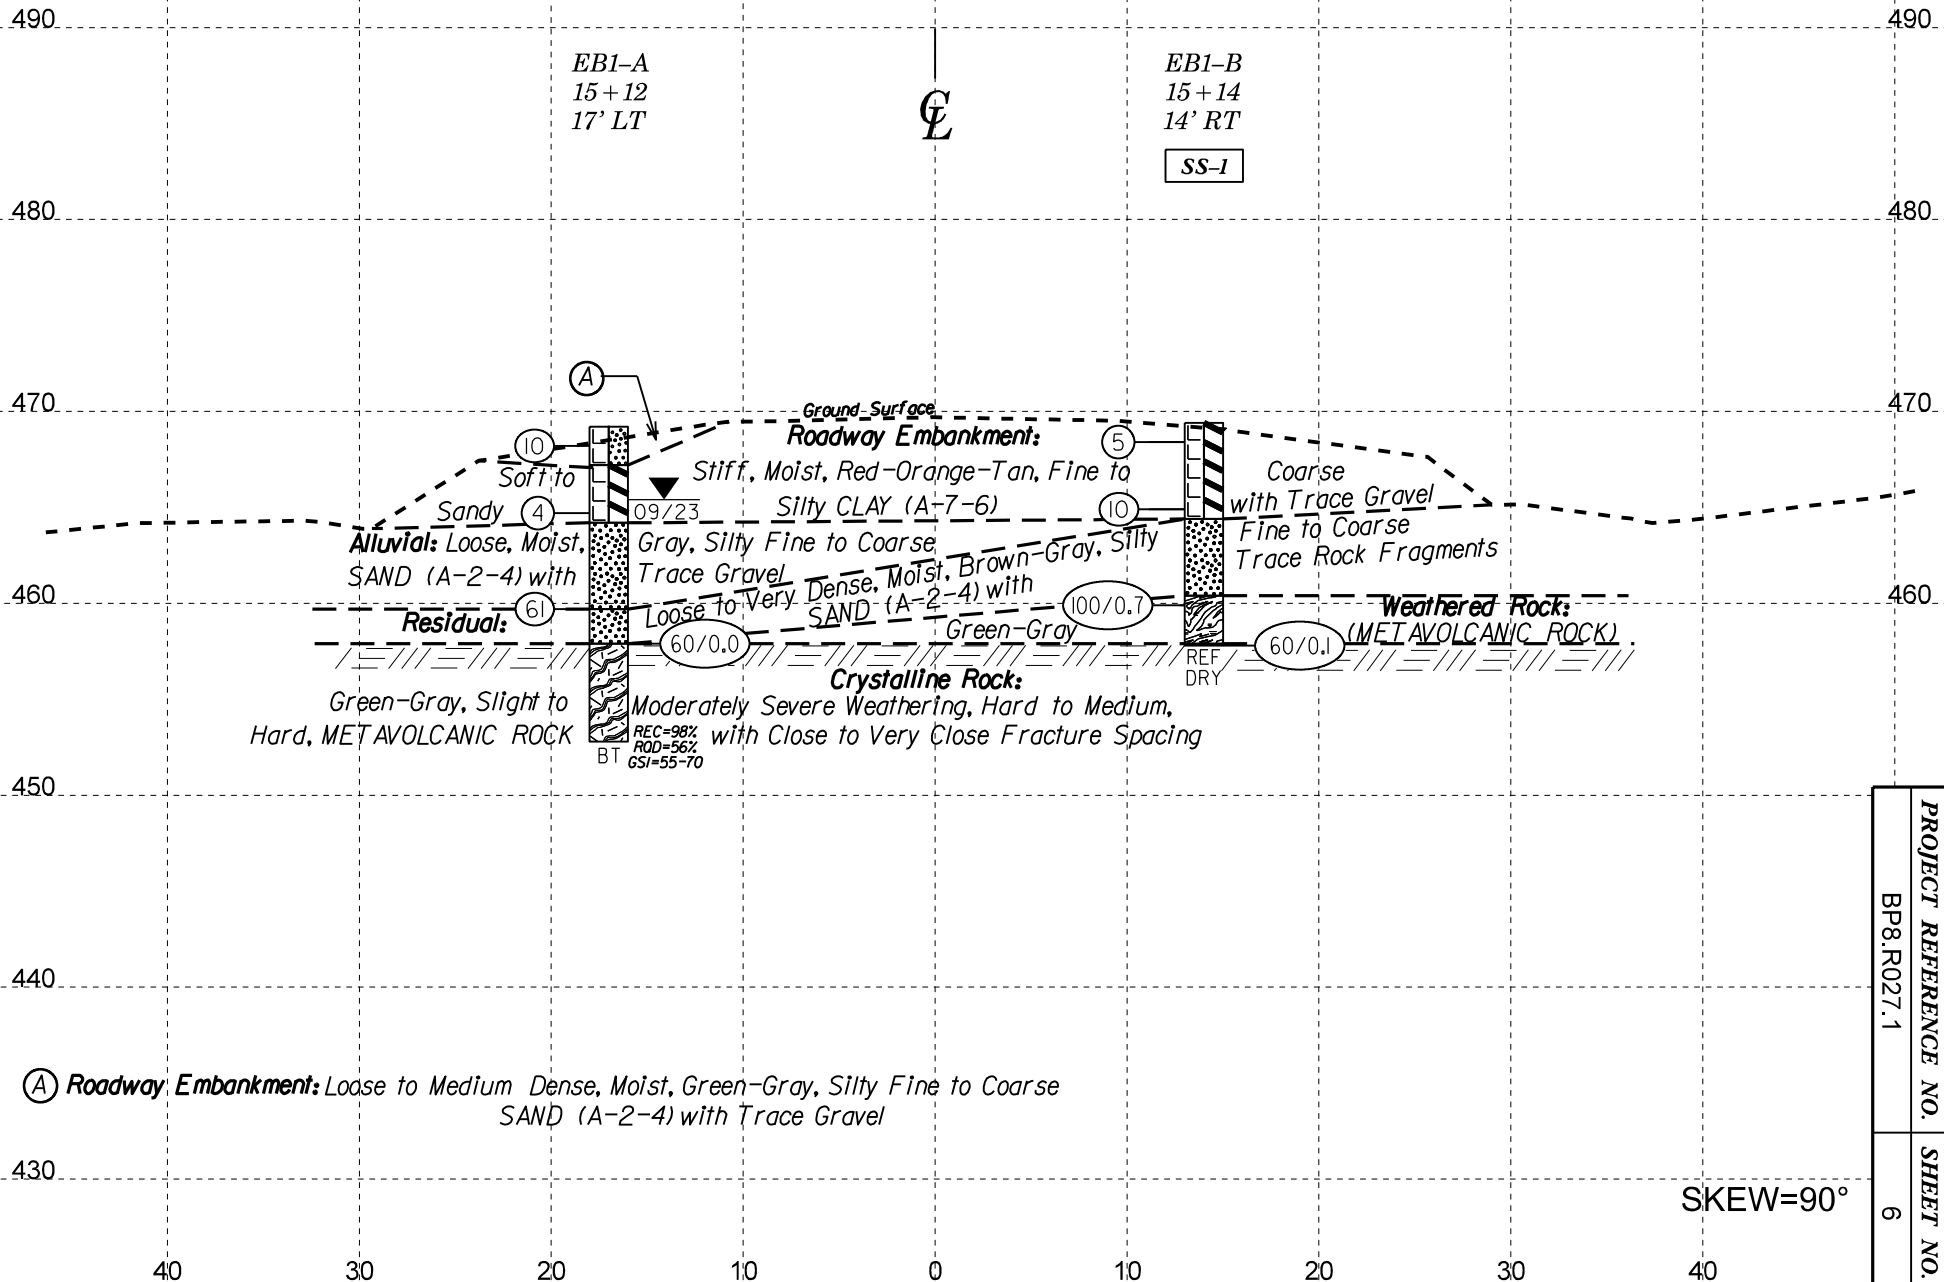 490 490
EB1-A
15+12
17' LT
CL
EB1-B
15+14
14' RT
SS-1
480 480
A
470 Ground Surface 470
10 Roadway Embankment: 5
Soft to Stiff, Moist, Red-Orange-Tan, Fine to Coarse
Sandy 4 09/23 Silty CLAY (A-7-6) 10 with Trace Gravel
Alluvial: Loose, Moist, Gray, Silty Fine to Coarse
SAND (A-2-4) with Trace Gravel
460 460
61 Residual: Loose to Very Dense, Moist, Brown-Gray, Silty Fine to Coarse
SAND (A-2-4) with Trace Rock Fragments
100/0.7 Weathered Rock:
60/0.0 Green-Gray 60/0.1 (METAVOLCANIC ROCK)
REF
DRY
Crystalline Rock:
Green-Gray, Slight to Moderately Severe Weathering, Hard to Medium,
Hard, METAVOLCANIC ROCK with Close to Very Close Fracture Spacing
REC=98%
RQD=56%
GSI=55-70
BT
450
440
A Roadway Embankment: Loose to Medium Dense, Moist, Green-Gray, Silty Fine to Coarse
SAND (A-2-4) with Trace Gravel
430
SKEW=90°
40 30 20 10 0 10 20 30 40
PROJECT REFERENCE NO. SHEET NO.
BP8.R027.1 6